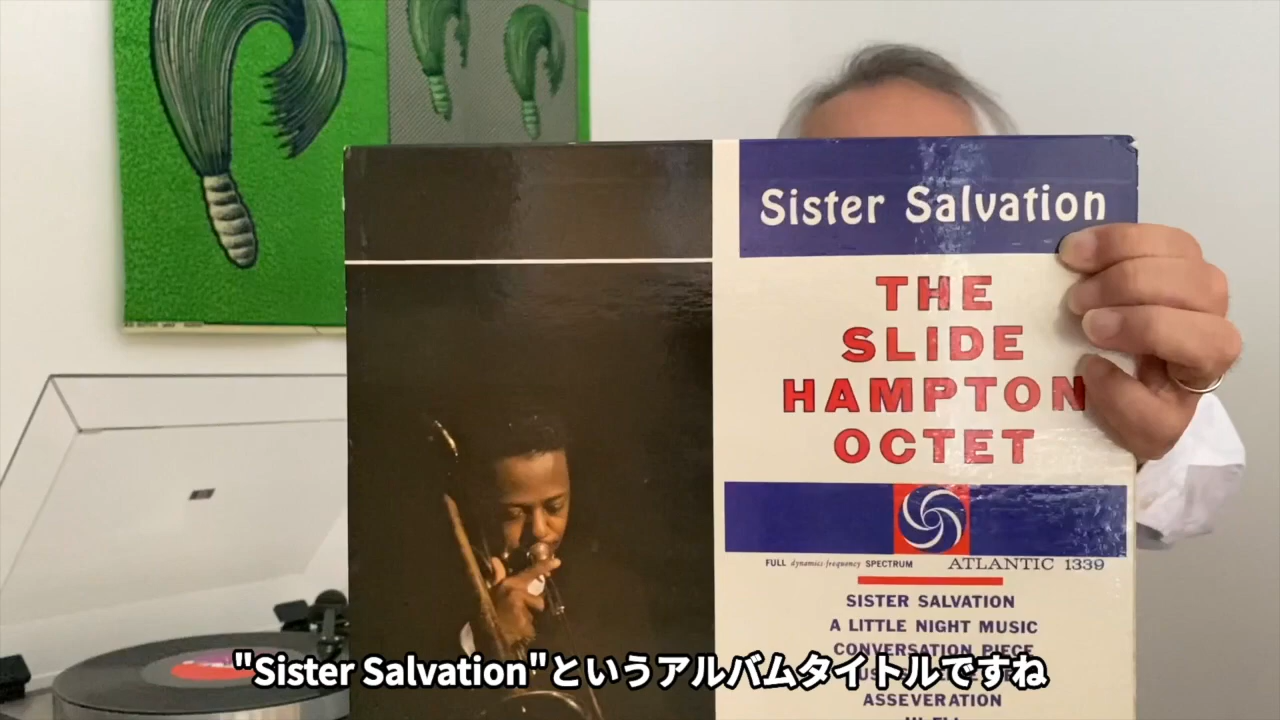 Sister Salvation
THE
SLIDE
HAMPTON
OCTET
FULL dynamics-frequency SPECTRUM
ATLANTIC 1339
SISTER SALVATION
A LITTLE NIGHT MUSIC
CONVERSATION PIECE
"Sister Salvation"というアルバムタイトルですね
ASSEVERATION